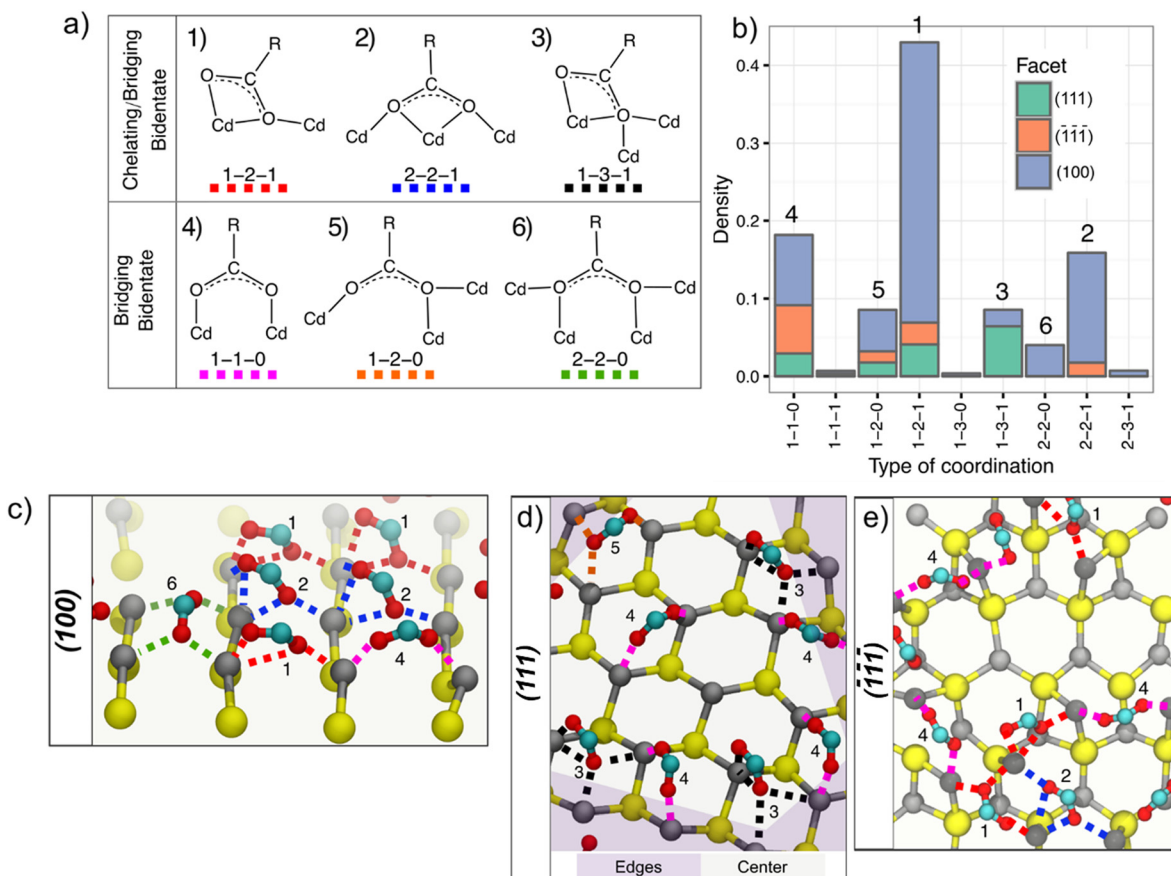 a)
Chelating/Bridging
Bidentate
1)
R
O
C
O
Cd
Cd
1–2–1
2)
R
C
O
O
Cd
Cd
Cd
2–2–1
3)
R
O
C
O
Cd
Cd
Cd
1–3–1
Bridging
Bidentate
4)
R
C
O
O
Cd
Cd
1–1–0
5)
R
C
O
O
Cd
Cd
Cd
1–2–0
6)
R
C
Cd
O
O
Cd
Cd
Cd
2–2–0
b)
Density
0.4
0.3
0.2
0.1
0.0
4
5
1
3
6
2
Facet
(111)
(1̄1̄1̄)
(100)
1–1–0
1–1–1
1–2–0
1–2–1
1–3–0
1–3–1
2–2–0
2–2–1
2–3–1
Type of coordination
c)
(100)
1
1
6
2
2
1
4
d)
(111)
5
3
4
4
3
4
3
4
Edges
Center
e)
(1̄1̄1̄)
1
4
1
4
4
2
1